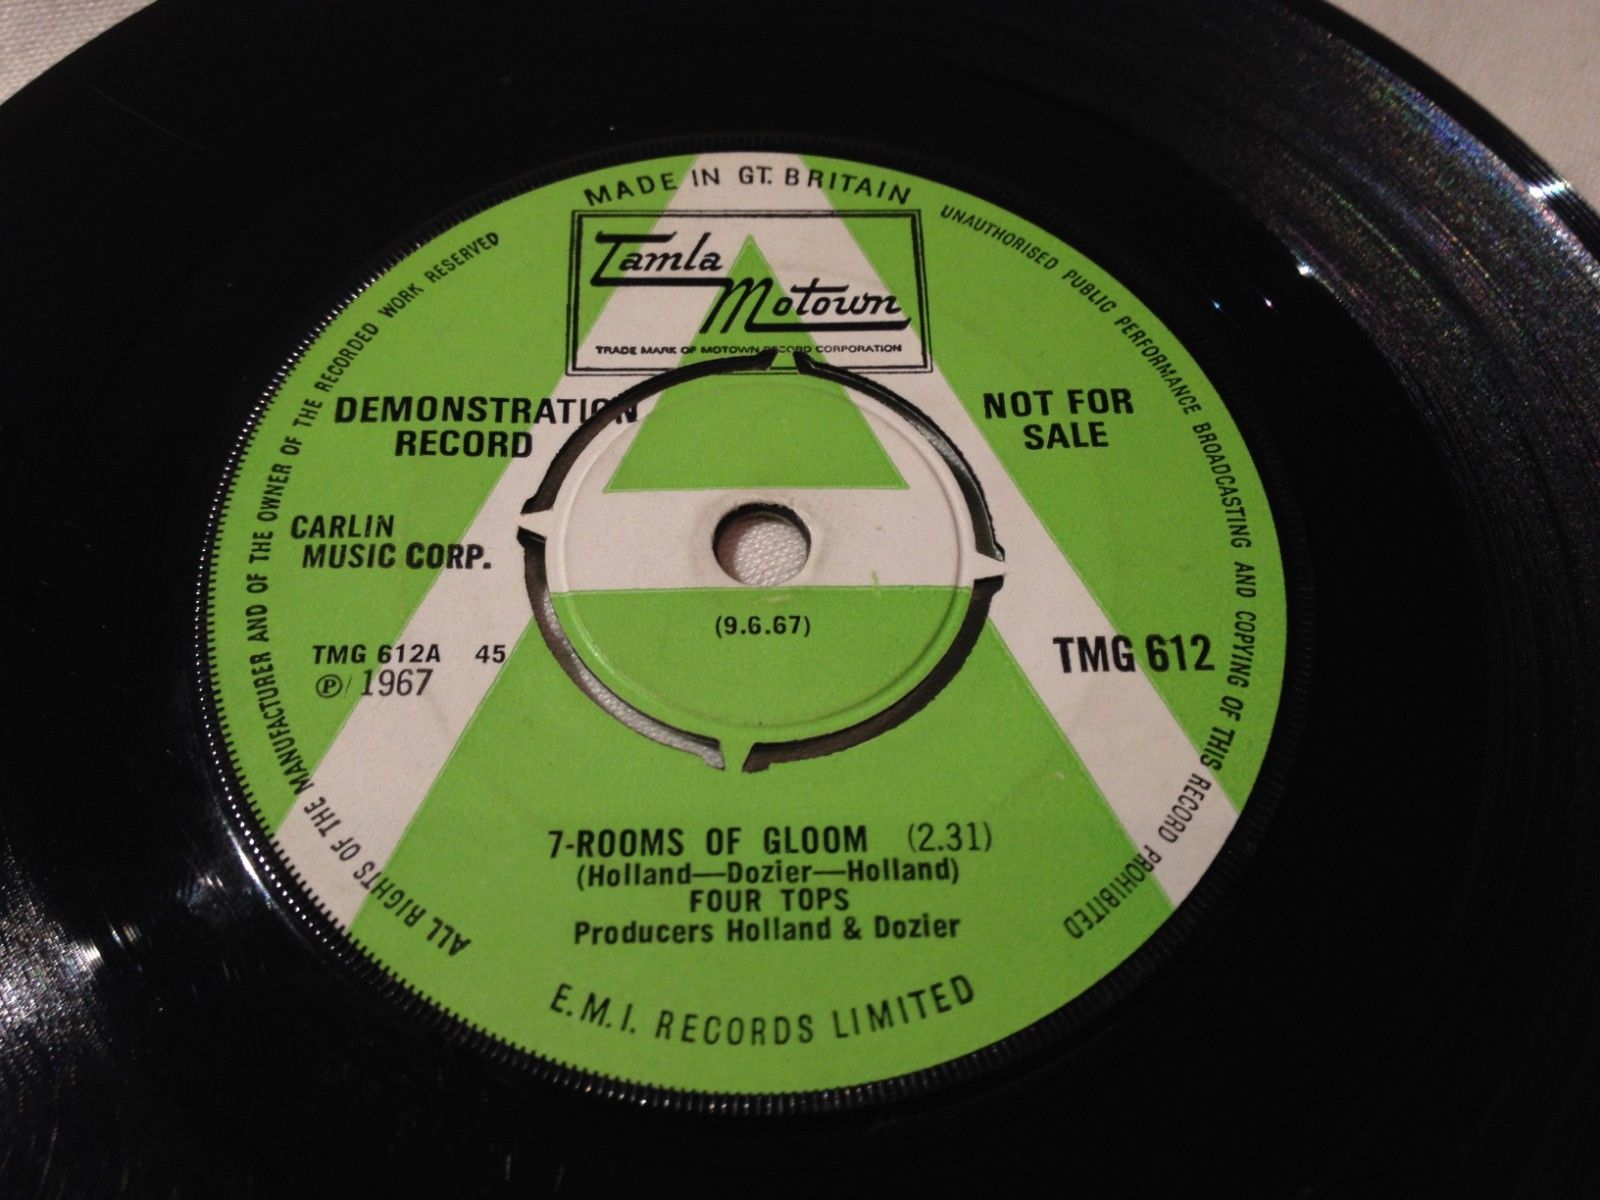 MADE IN GT. BRITAIN
Tamla
Motown
TRADE MARK OF MOTOWN RECORD CORPORATION
DEMONSTRATION
RECORD
NOT FOR
SALE
CARLIN
MUSIC CORP.
(9.6.67)
TMG 612A 45
℗ 1967
TMG 612
7-ROOMS OF GLOOM (2.31)
(Holland—Dozier—Holland)
FOUR TOPS
Producers Holland & Dozier
E.M.I. RECORDS LIMITED
ALL RIGHTS OF THE MANUFACTURER AND OF THE OWNER OF THE RECORDED WORK RESERVED
UNAUTHORISED PUBLIC PERFORMANCE BROADCASTING AND COPYING OF THIS RECORD PROHIBITED